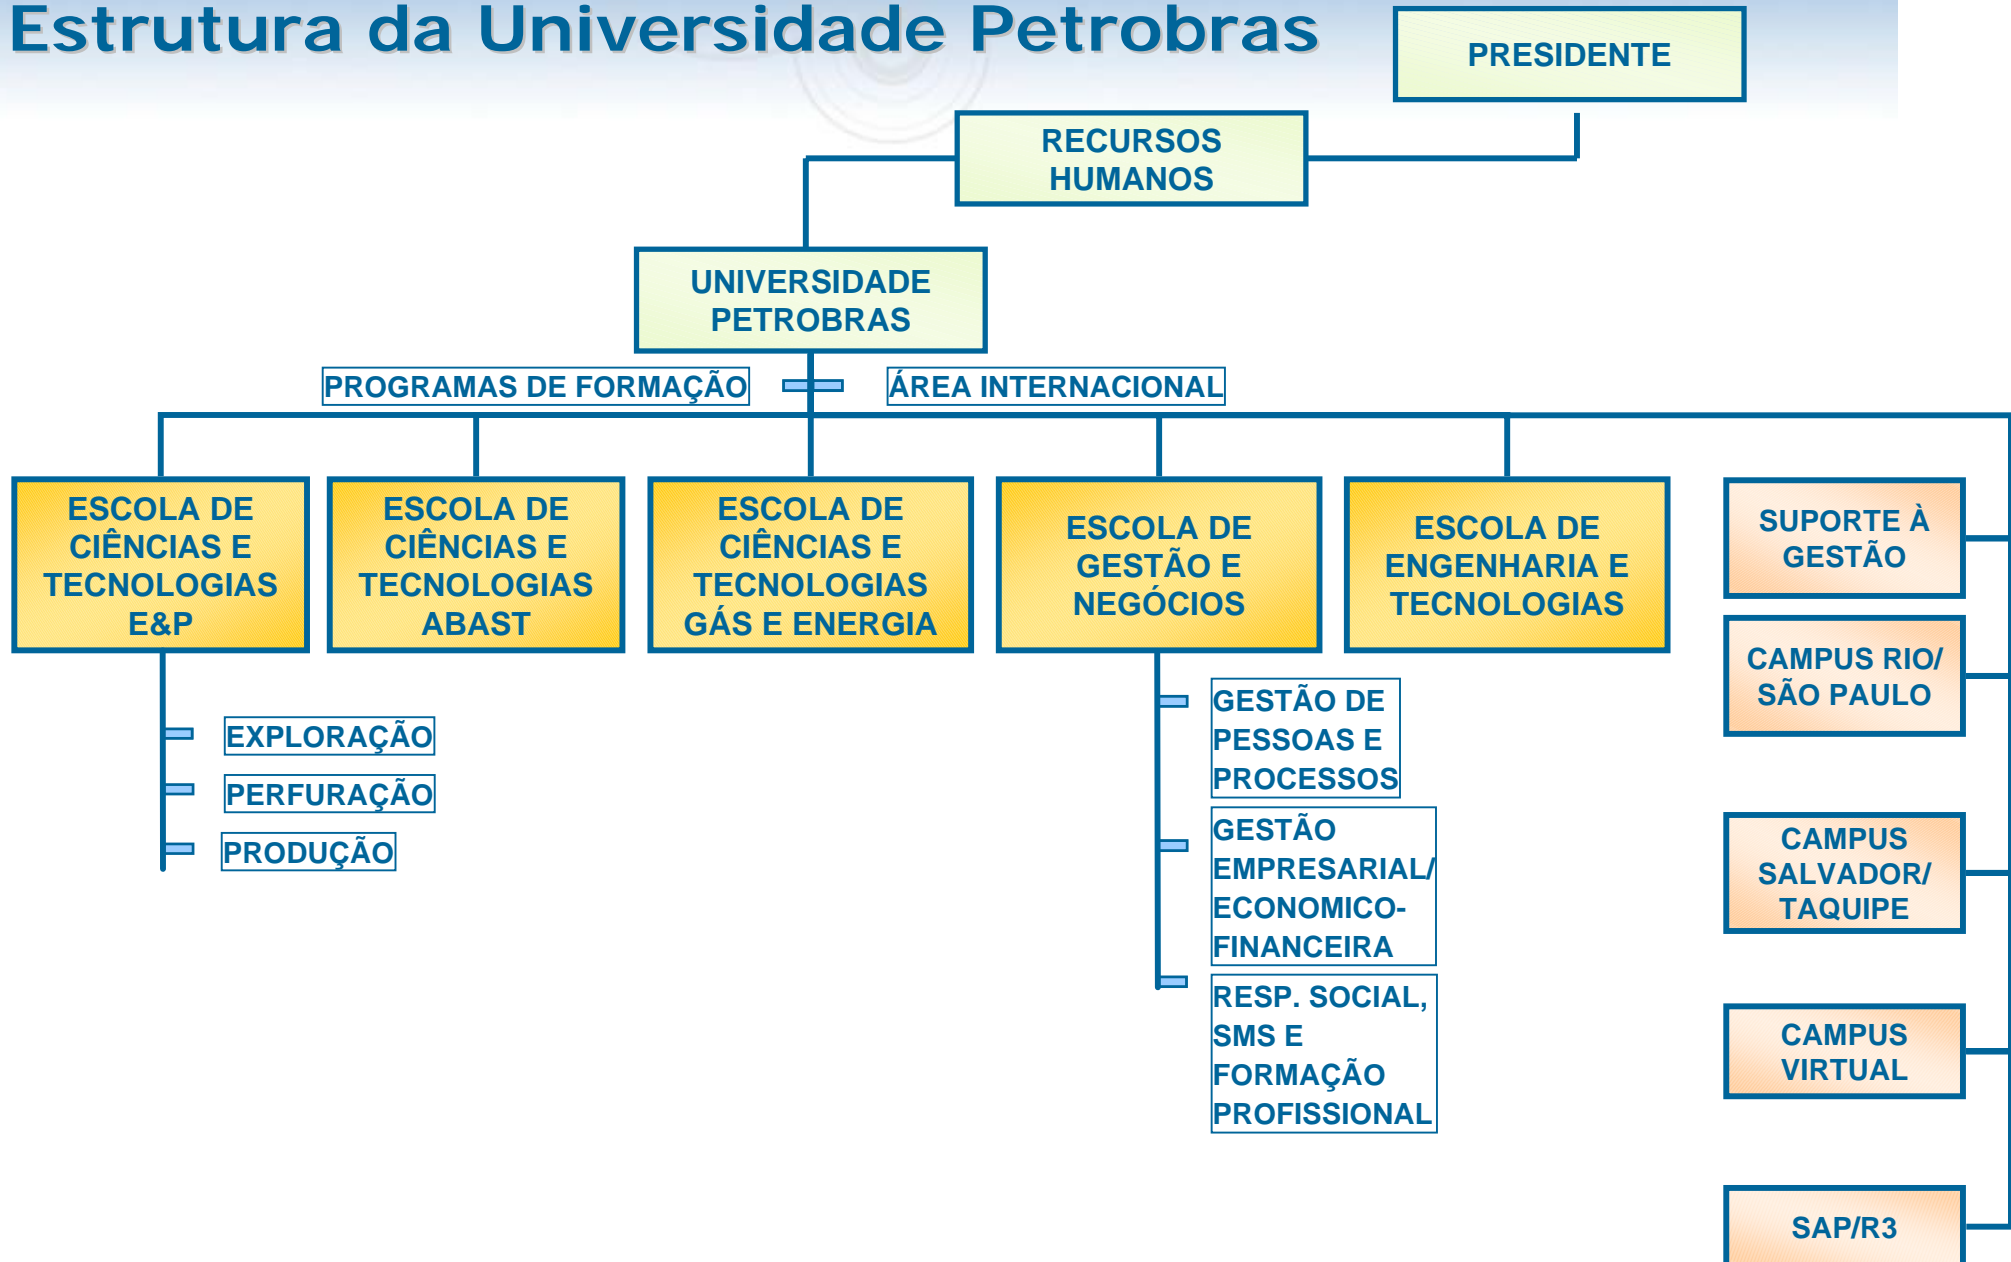 Estrutura da Universidade Petrobras
PRESIDENTE
RECURSOS
HUMANOS
UNIVERSIDADE
PETROBRAS
PROGRAMAS DE FORMAÇÃO
ÁREA INTERNACIONAL
ESCOLA DE
CIÊNCIAS E
TECNOLOGIAS
E&P
ESCOLA DE
CIÊNCIAS E
TECNOLOGIAS
ABAST
ESCOLA DE
CIÊNCIAS E
TECNOLOGIAS
GÁS E ENERGIA
ESCOLA DE
GESTÃO E
NEGÓCIOS
ESCOLA DE
ENGENHARIA E
TECNOLOGIAS
SUPORTE À
GESTÃO
CAMPUS RIO/
SÃO PAULO
CAMPUS
SALVADOR/
TAQUIPE
CAMPUS
VIRTUAL
SAP/R3
EXPLORAÇÃO
PERFURAÇÃO
PRODUÇÃO
GESTÃO DE
PESSOAS E
PROCESSOS
GESTÃO
EMPRESARIAL/
ECONOMICO-
FINANCEIRA
RESP. SOCIAL,
SMS E
FORMAÇÃO
PROFISSIONAL